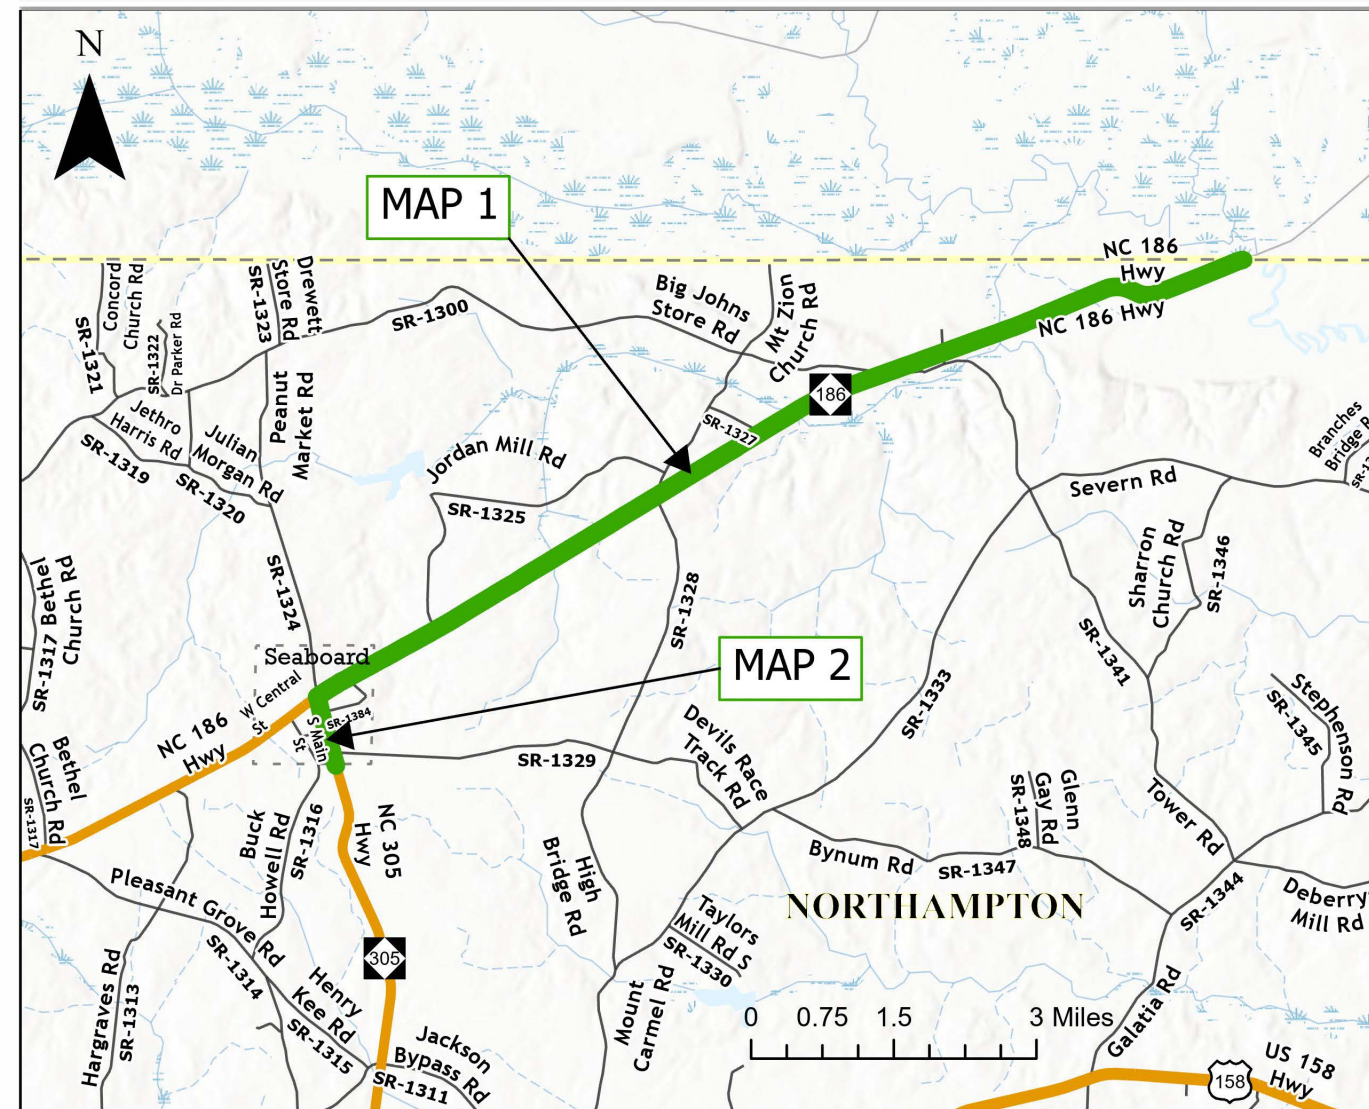 N
MAP 1
NC 186
Hwy
NC 186 Hwy
Concord
Church Rd
SR-1321
SR-1322
Dr Parker Rd
SR-1323
Drewett
Store Rd
SR-1300
Big Johns
Store Rd
Mt Zion
Church Rd
186
SR-1327
Jethro
Harris Rd
SR-1319
Julian
Morgan Rd
SR-1320
Peanut
Market Rd
Jordan Mill Rd
SR-1325
Severn Rd
Branches
SR-1324
SR-1317 Bethel
Church Rd
SR-1328
Sharron
Church Rd
SR-1346
SR-1341
Seaboard
MAP 2
W Central
St
SR-1384
S Main
St
NC 186
Hwy
SR-1333
Stephenson Rd
SR-1345
Bethel
Church Rd
SR-1317
SR-1329
Devils Race
Track Rd
Buck
Howell Rd
SR-1316
NC 305
Hwy
High
Bridge Rd
Glenn
Gay Rd
SR-1348
Tower Rd
Bynum Rd
SR-1347
SR-1344
Deberry
Mill Rd
NORTHAMPTON
Pleasant Grove Rd
SR-1314
Taylors
Mill Rd S
SR-1330
305
Hargraves Rd
SR-1313
Henry
Kee Rd
SR-1315
Mount
Carmel Rd
0 0.75 1.5 3 Miles
Galatia Rd
Jackson
Bypass Rd
SR-1311
158
US 158
Hwy